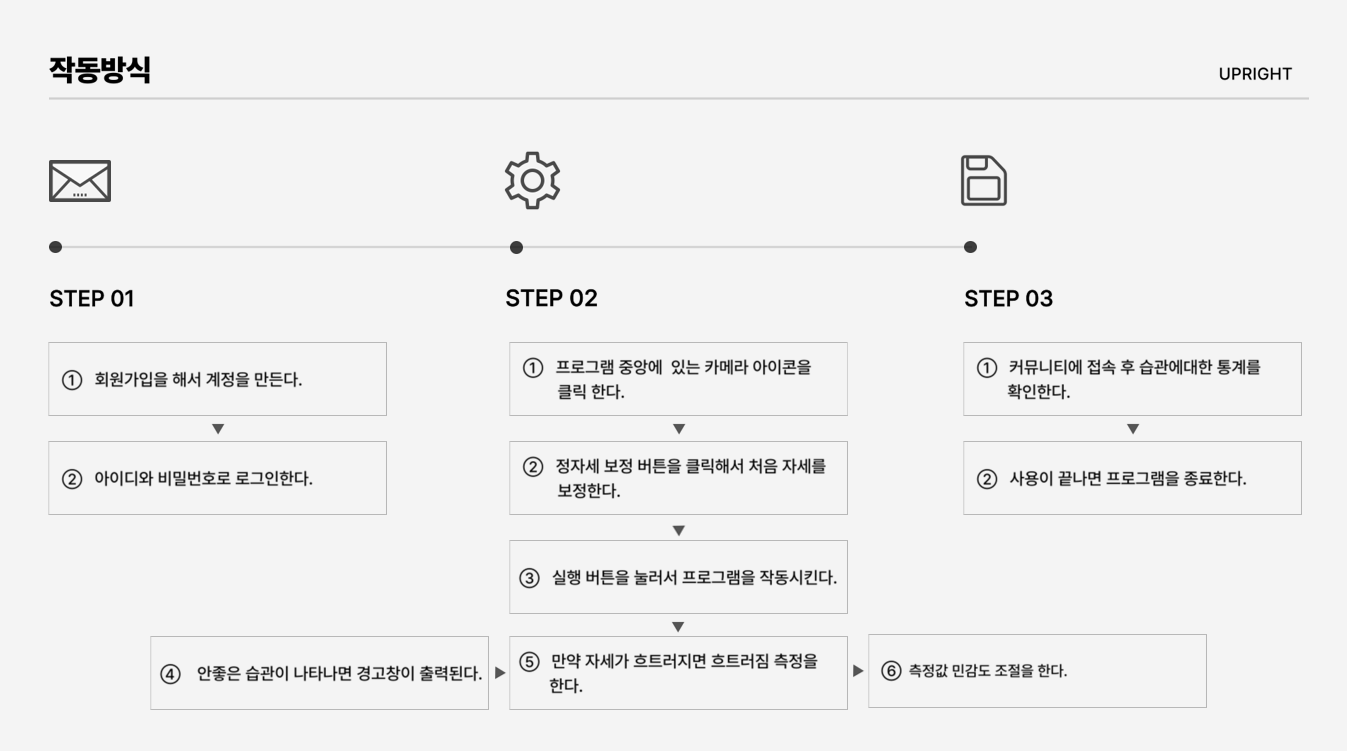 작동방식
UPRIGHT
STEP 01
① 회원가입을 해서 계정을 만든다.
② 아이디와 비밀번호로 로그인한다.
STEP 02
① 프로그램 중앙에 있는 카메라 아이콘을
클릭 한다.
② 정자세 보정 버튼을 클릭해서 처음 자세를
보정한다.
③ 실행 버튼을 눌러서 프로그램을 작동시킨다.
④ 안좋은 습관이 나타나면 경고창이 출력된다.
⑤ 만약 자세가 흐트러지면 흐트러짐 측정을
한다.
⑥ 측정값 민감도 조절을 한다.
STEP 03
① 커뮤니티에 접속 후 습관에대한 통계를
확인한다.
② 사용이 끝나면 프로그램을 종료한다.